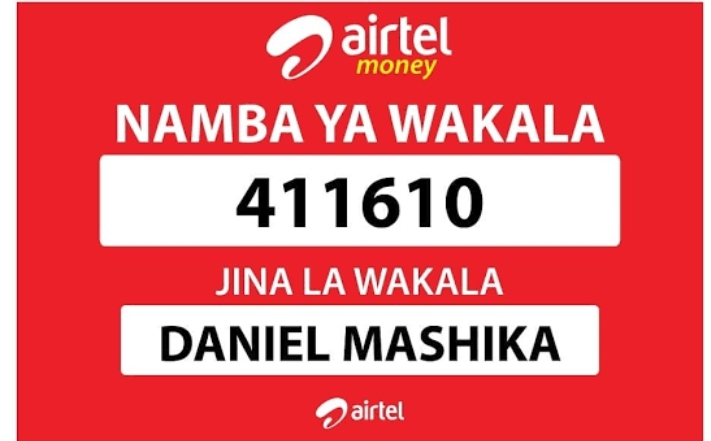 airtel
money
NAMBA YA WAKALA
411610
JINA LA WAKALA
DANIEL MASHIKA
airtel